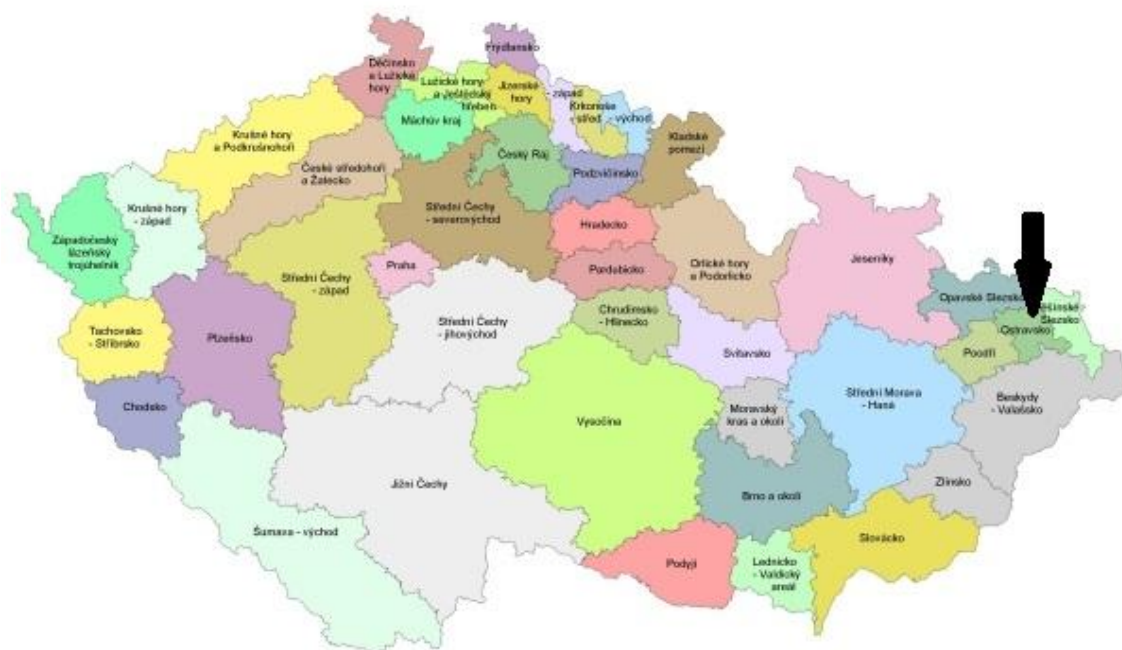 Frýdlansko
Děčínsko
a Lužické
hory
Lužické hory
a Ještědský
hřeben
Jizerské
hory
- západ
Krkonoše
- střed
- východ
Máchův kraj
Krušné hory
a Podkrušnohoří
Český Ráj
Kladské
pomezí
České středohoří
a Žatecko
Podzvičinsko
Krušné hory
- západ
Střední Čechy
- severovýchod
Hradecko
Západočeský
lázeňský
trojúhelník
Praha
Pardubicko
Orlické hory
a Podorlicko
Jeseníky
Střední Čechy
- západ
Opavské Slezsko
Slezsko
Ostravsko
Tachovsko
- Stříbrsko
Plzeňsko
Střední Čechy
- jihovýchod
Chrudimsko
- Hlinecko
Svitavsko
Poodří
Chodsko
Střední Morava
- Haná
Beskydy
- Valašsko
Moravský
kras a okolí
Vysočina
Jižní Čechy
Brno a okolí
Zlínsko
Šumava - východ
Slovácko
Podyjí
Lednicko
- Valdický
areál